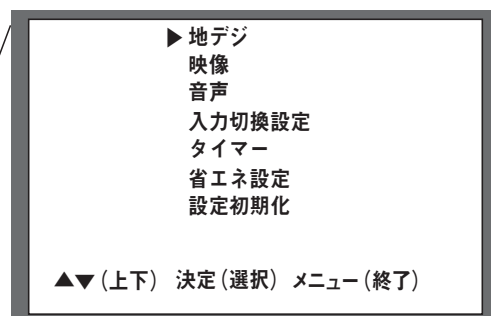 ▶地デジ
映像
音声
入力切換設定
タイマー
省エネ設定
設定初期化
▲▼(上下) 決定(選択) メニュー(終了)